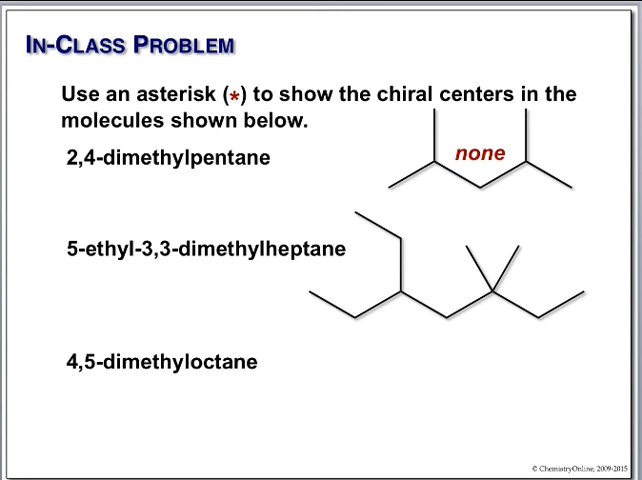 IN-CLASS PROBLEM
Use an asterisk (*) to show the chiral centers in the
molecules shown below.
2,4-dimethylpentane
none
5-ethyl-3,3-dimethylheptane
4,5-dimethyloctane
© ChemistryOnline, 2009-2015